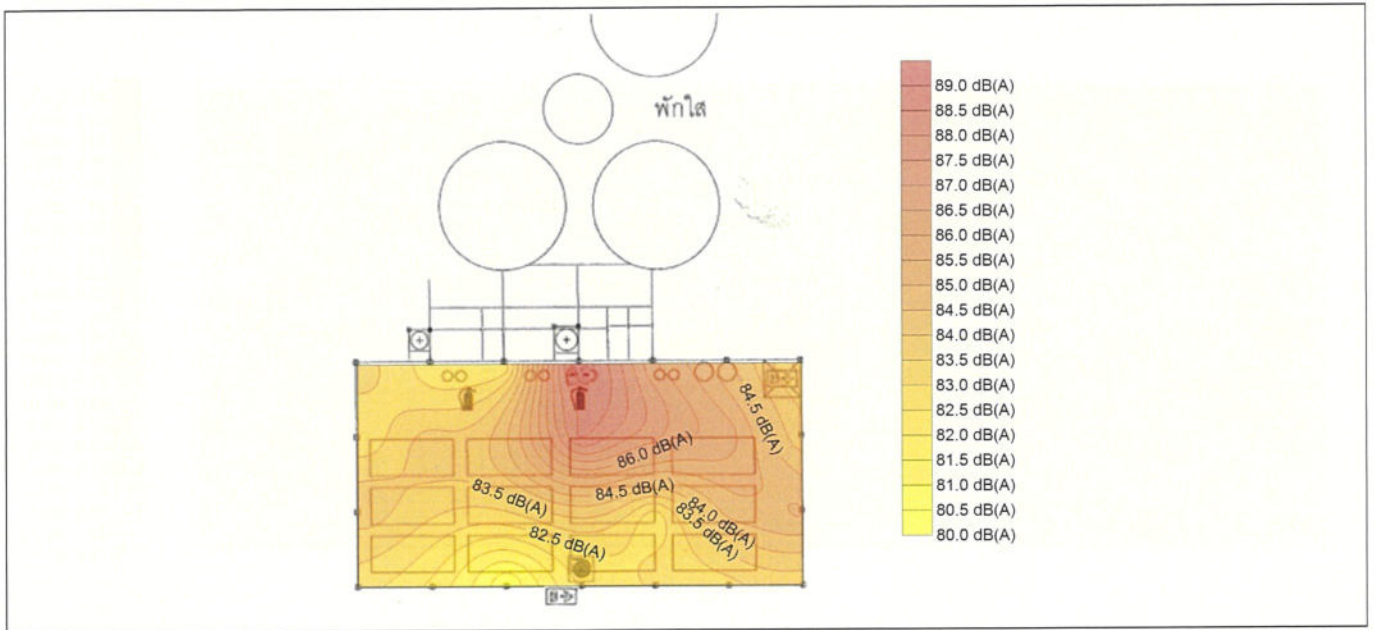 พักใส
89.0 dB(A)
88.5 dB(A)
88.0 dB(A)
87.5 dB(A)
87.0 dB(A)
86.5 dB(A)
86.0 dB(A)
85.5 dB(A)
85.0 dB(A)
84.5 dB(A)
84.0 dB(A)
83.5 dB(A)
83.0 dB(A)
82.5 dB(A)
82.0 dB(A)
81.5 dB(A)
81.0 dB(A)
80.5 dB(A)
80.0 dB(A)
84.5 dB(A)
86.0 dB(A)
83.5 dB(A)
84.5 dB(A)
84.0 dB(A)
83.5 dB(A)
82.5 dB(A)